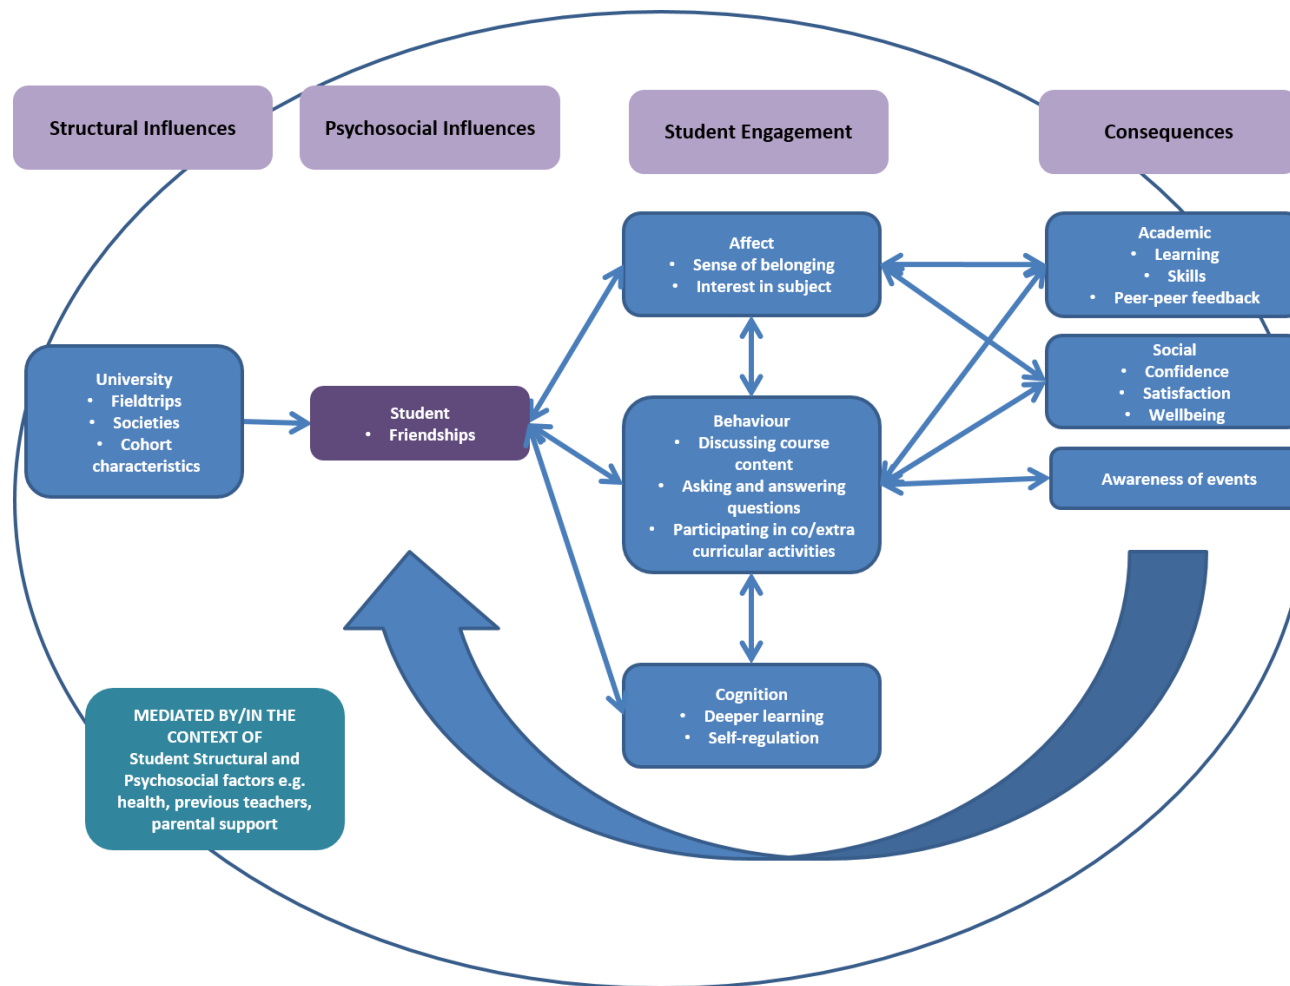 Structural Influences
Psychosocial Influences
Student Engagement
Consequences
University
• Fieldtrips
• Societies
• Cohort
characteristics
Student
• Friendships
Affect
• Sense of belonging
• Interest in subject
Behaviour
• Discussing course
content
• Asking and answering
questions
• Participating in co/extra
curricular activities
Cognition
• Deeper learning
• Self-regulation
Academic
• Learning
• Skills
• Peer-peer feedback
Social
• Confidence
• Satisfaction
• Wellbeing
Awareness of events
MEDIATED BY/IN THE
CONTEXT OF
Student Structural and
Psychosocial factors e.g.
health, previous teachers,
parental support